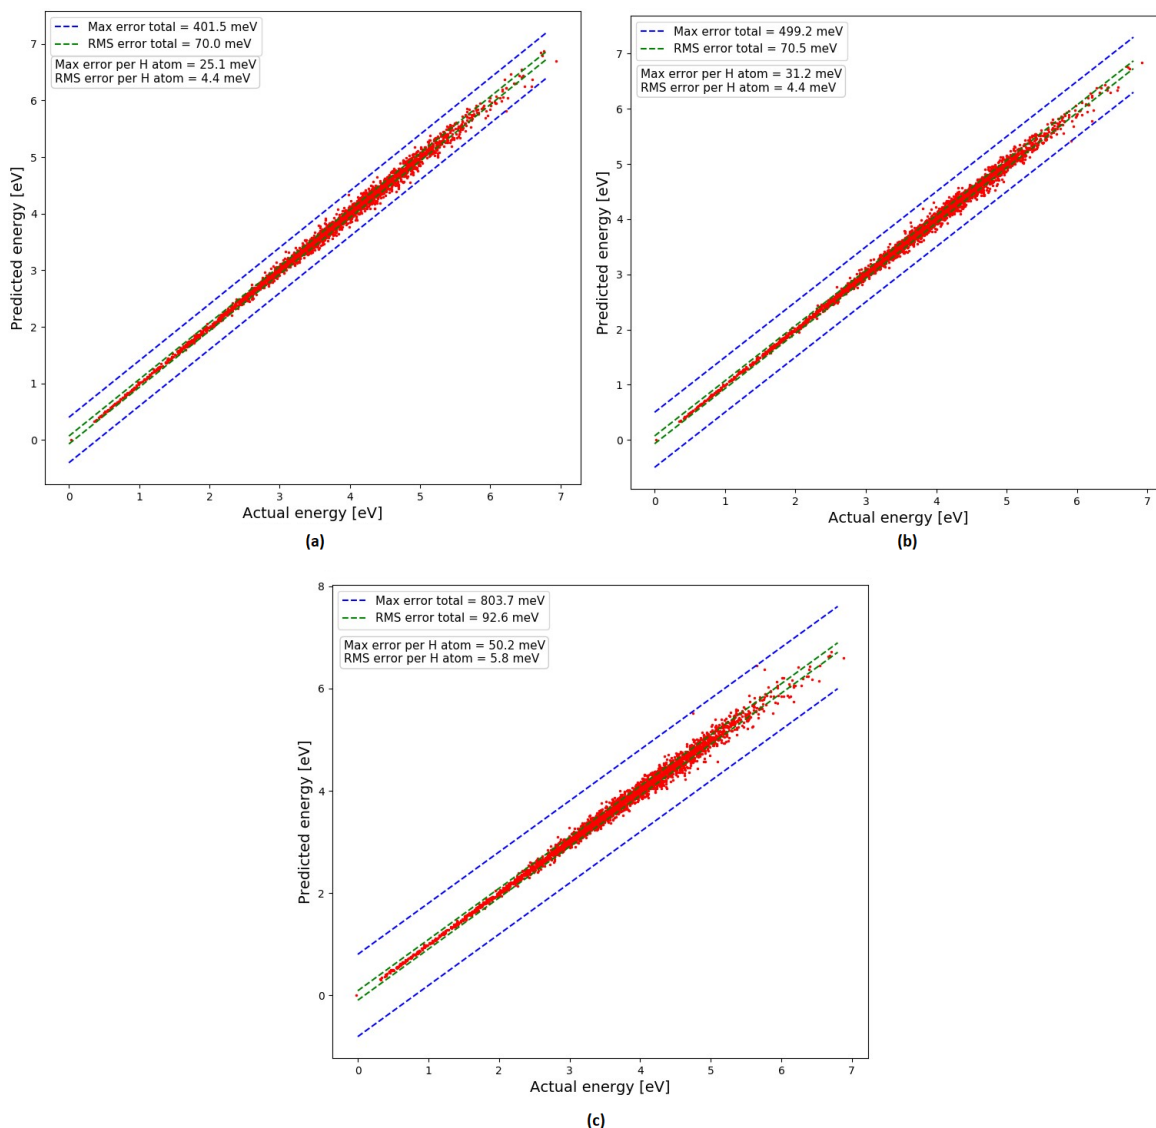 Max error total = 401.5 meV
RMS error total = 70.0 meV
Max error per H atom = 25.1 meV
RMS error per H atom = 4.4 meV
7
6
5
4
3
2
1
0
Predicted energy [eV]
0 1 2 3 4 5 6 7
Actual energy [eV]
(a)
Max error total = 499.2 meV
RMS error total = 70.5 meV
Max error per H atom = 31.2 meV
RMS error per H atom = 4.4 meV
7
6
5
4
3
2
1
0
Predicted energy [eV]
0 1 2 3 4 5 6 7
Actual energy [eV]
(b)
Max error total = 803.7 meV
RMS error total = 92.6 meV
Max error per H atom = 50.2 meV
RMS error per H atom = 5.8 meV
8
6
4
2
0
Predicted energy [eV]
0 1 2 3 4 5 6 7
Actual energy [eV]
(c)